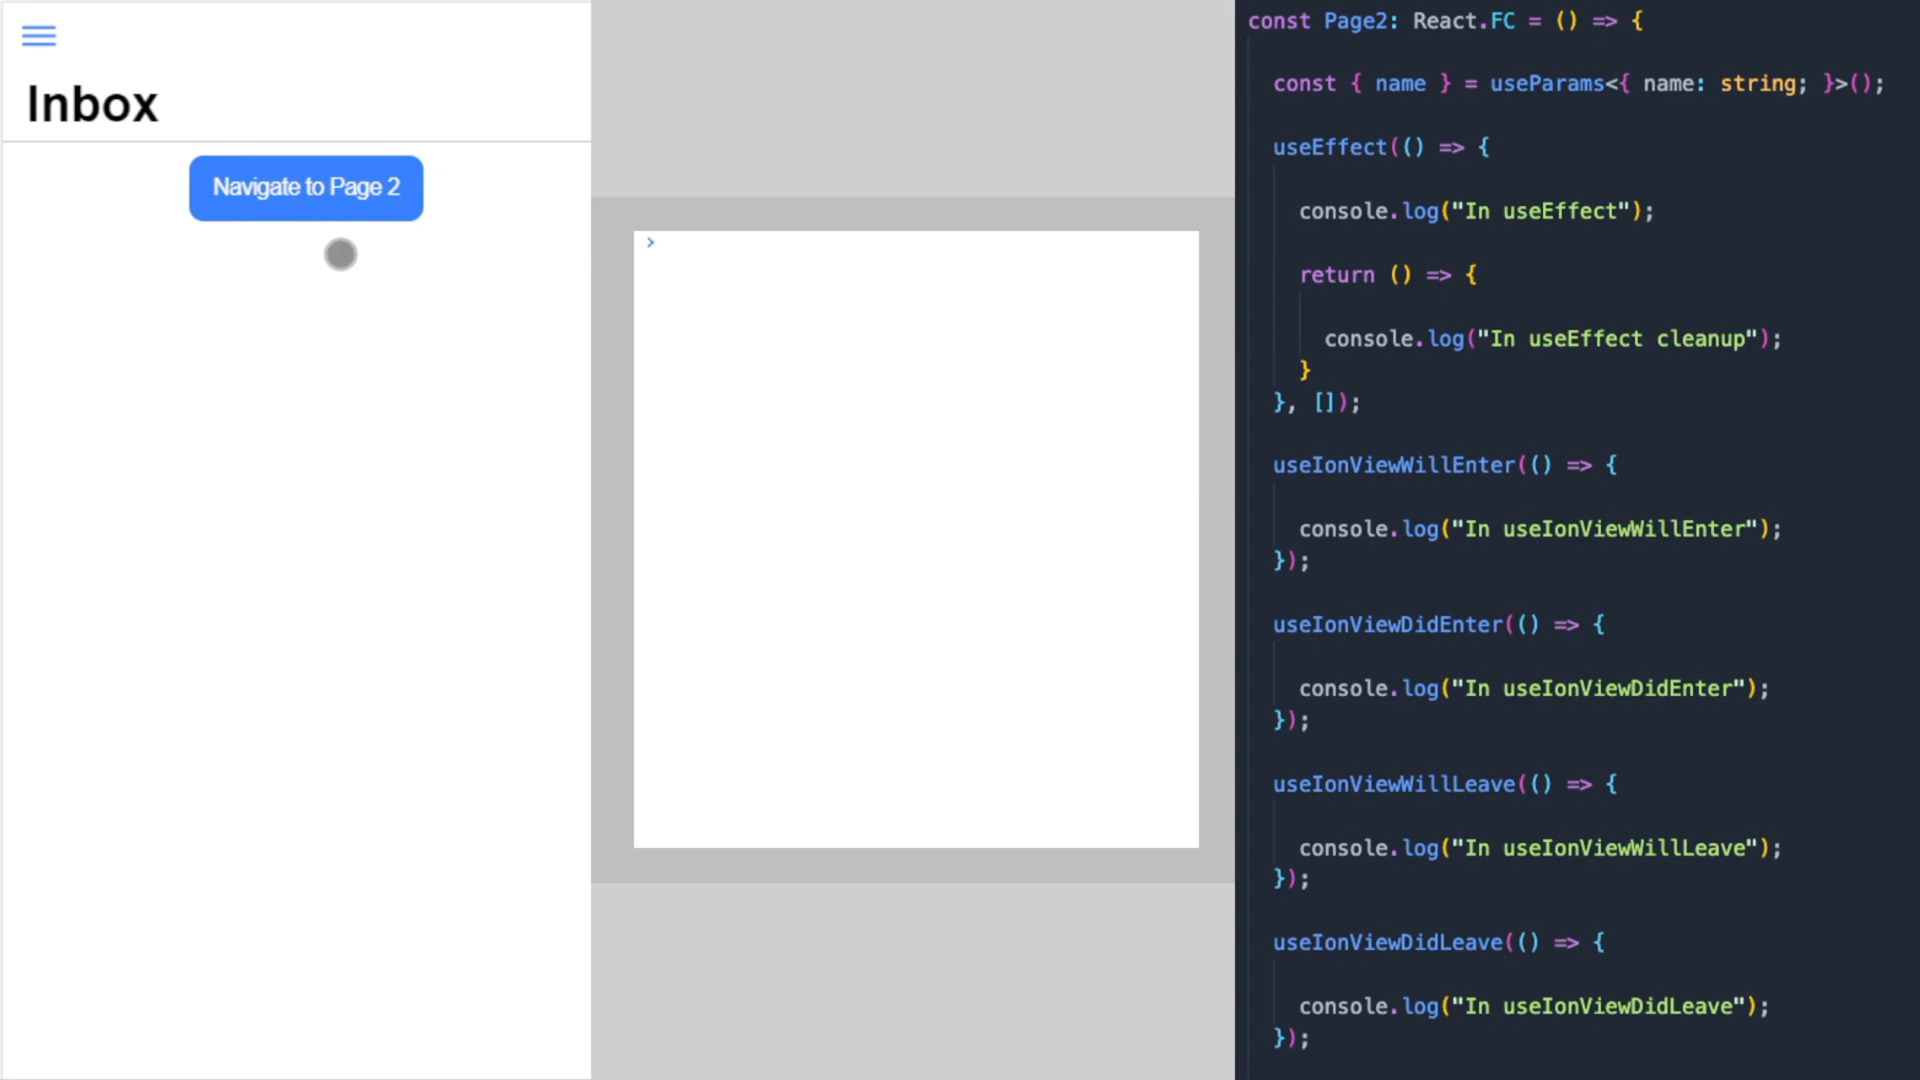 Inbox
Navigate to Page 2
>
const Page2: React.FC = () => {
const { name } = useParams<{ name: string; }>();
useEffect(() => {
console.log("In useEffect");
return () => {
console.log("In useEffect cleanup");
}
}, []);
useIonViewWillEnter(() => {
console.log("In useIonViewWillEnter");
});
useIonViewDidEnter(() => {
console.log("In useIonViewDidEnter");
});
useIonViewWillLeave(() => {
console.log("In useIonViewWillLeave");
});
useIonViewDidLeave(() => {
console.log("In useIonViewDidLeave");
});